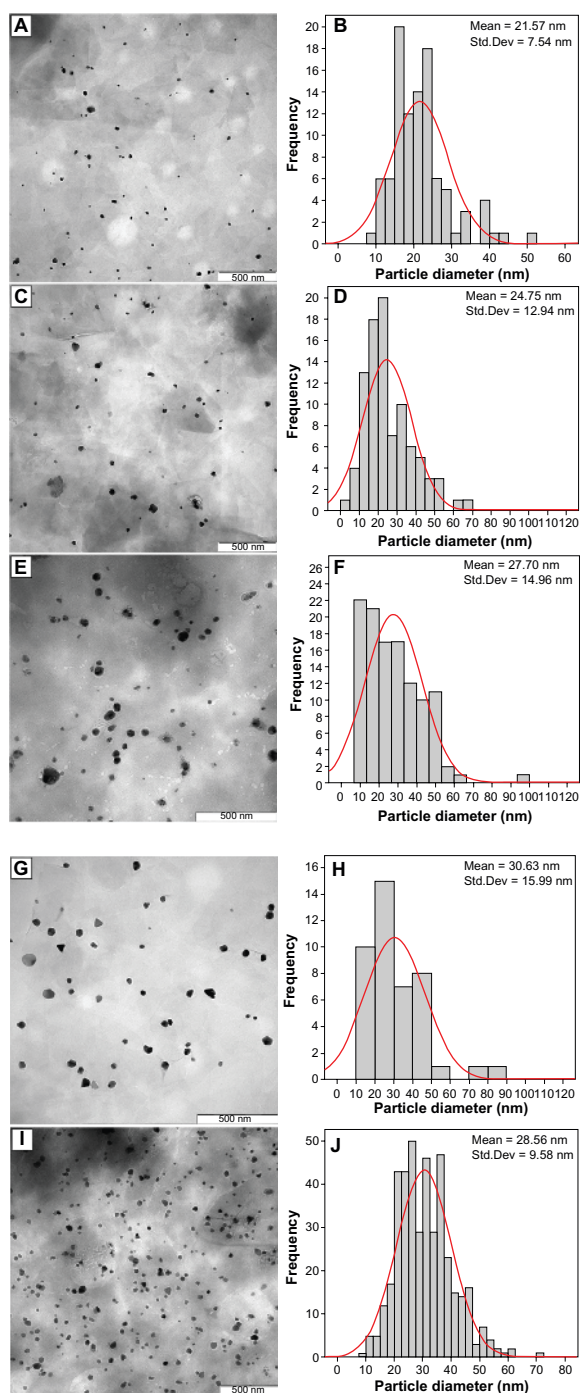 A
500 nm
B
Mean = 21.57 nm
Std.Dev = 7.54 nm
Frequency
20
18
16
14
12
10
8
6
4
2
0
0 10 20 30 40 50 60
Particle diameter (nm)
C
500 nm
D
Mean = 24.75 nm
Std.Dev = 12.94 nm
Frequency
20
18
16
14
12
10
8
6
4
2
0
0 10 20 30 40 50 60 70 80 90 100 110 120
Particle diameter (nm)
E
500 nm
F
Mean = 27.70 nm
Std.Dev = 14.96 nm
Frequency
26
24
22
20
18
16
14
12
10
8
6
4
2
0
0 10 20 30 40 50 60 70 80 90 100 110 120
Particle diameter (nm)
G
500 nm
H
Mean = 30.63 nm
Std.Dev = 15.99 nm
Frequency
16
14
12
10
8
6
4
2
0
0 10 20 30 40 50 60 70 80 90 100 110 120
Particle diameter (nm)
I
500 nm
J
Mean = 28.56 nm
Std.Dev = 9.58 nm
Frequency
50
40
30
20
10
0
0 10 20 30 40 50 60 70 80
Particle diameter (nm)